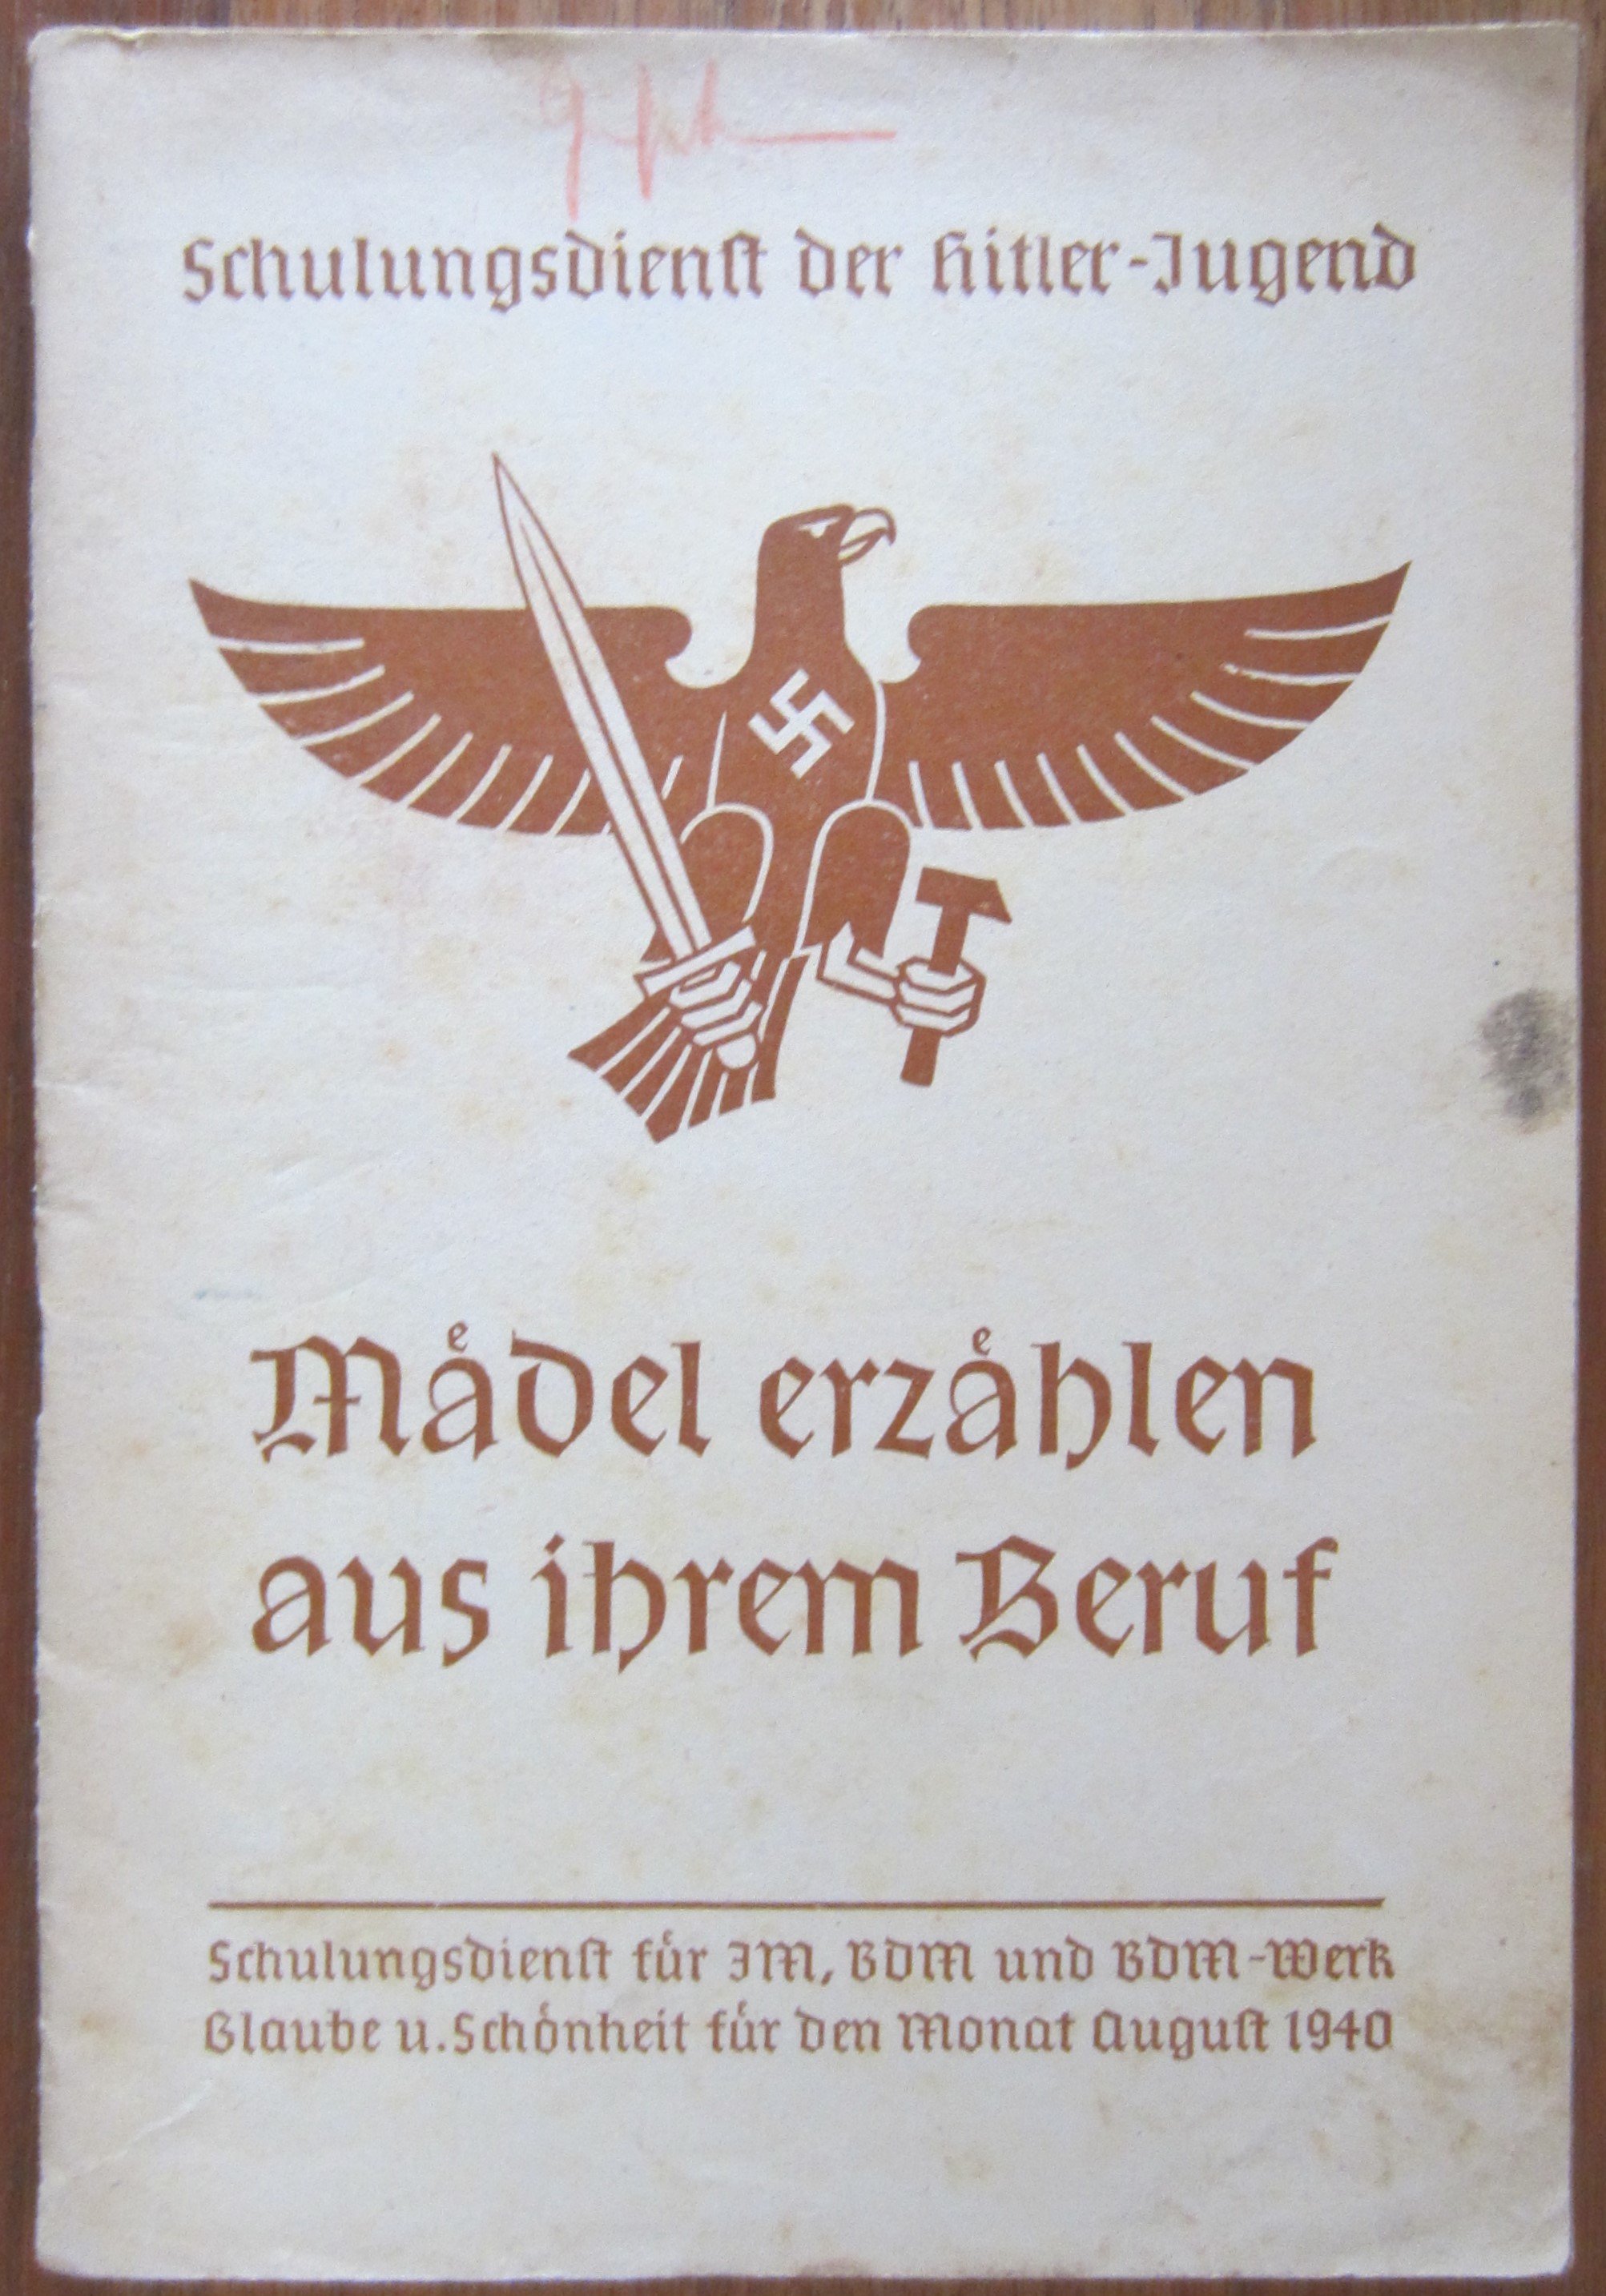 Schulungsdienst der Hitler-Jugend
Mädel erzählen
aus ihrem Beruf
Schulungsdienst für JM, BDM und BDM-Werk
Glaube u. Schönheit für den Monat August 1940